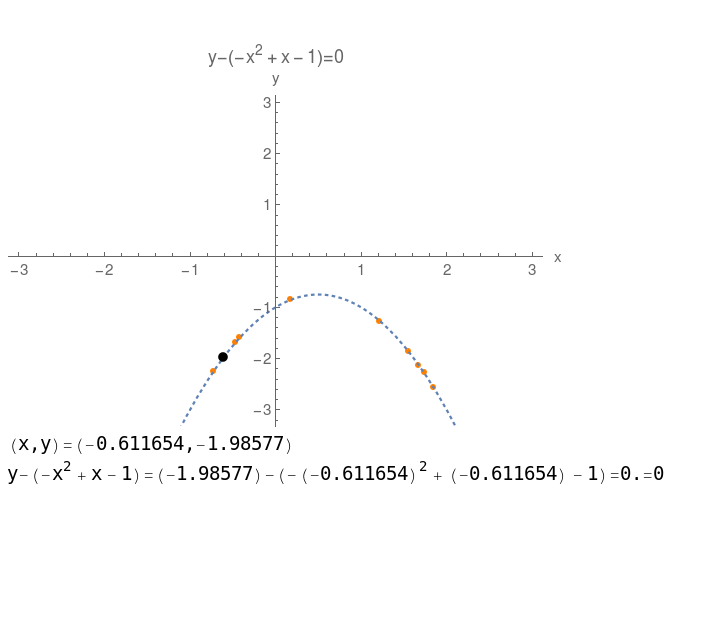 y−(−x² + x − 1)=0
y
3
2
1
−3 −2 −1 1 2 3 x
−1
−2
−3
(x,y) = (−0.611654,−1.98577)
y− (−x² + x − 1) = (−1.98577) − (− (−0.611654)² + (−0.611654) − 1) =0.=0